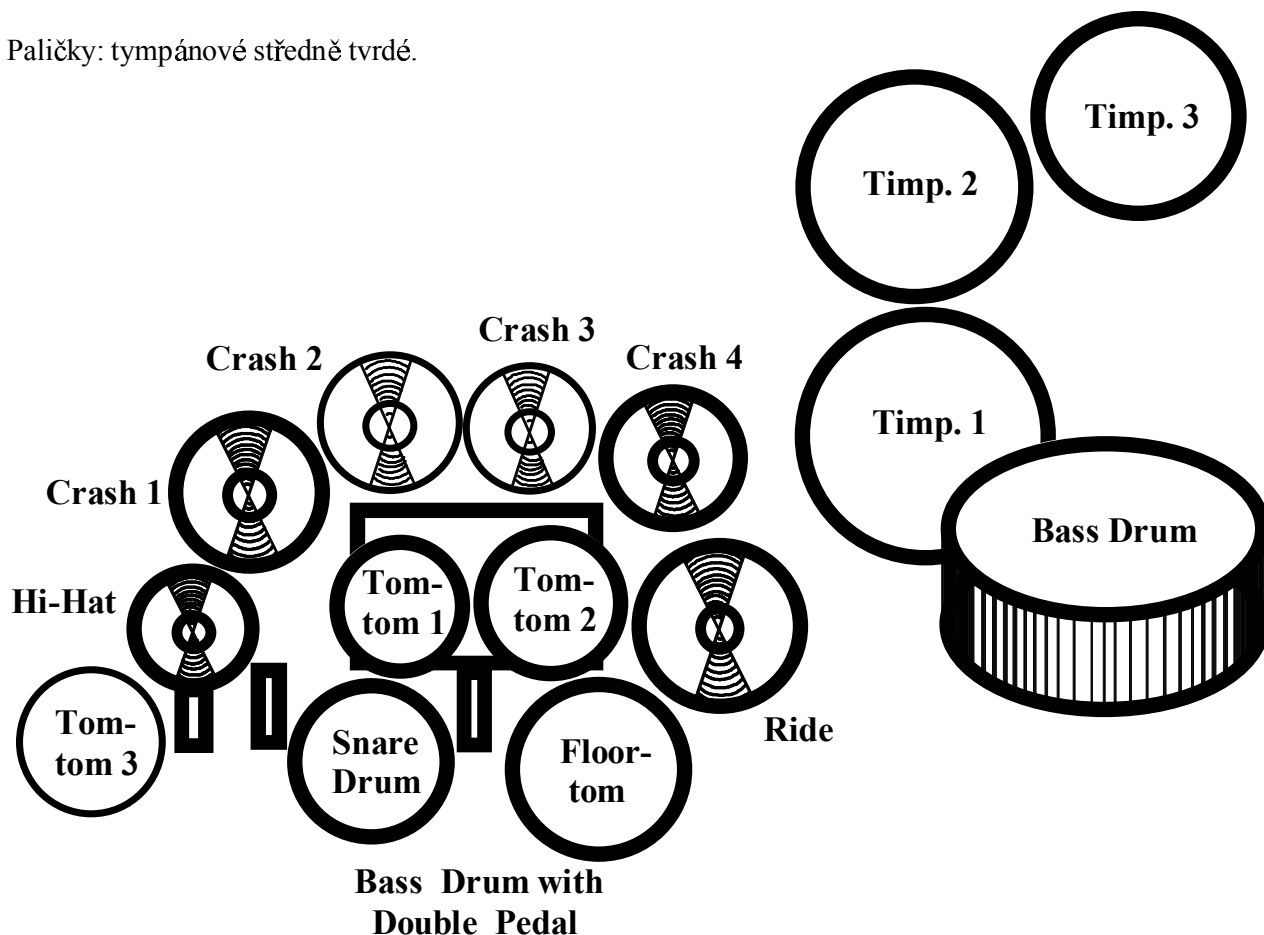 Paličky: tympánové středně tvrdé.
Timp. 3
Timp. 2
Crash 3
Crash 2
Crash 4
Timp. 1
Crash 1
Bass Drum
Hi-Hat
Tom-
tom 1
Tom-
tom 2
Tom-
tom 3
Snare
Drum
Floor-
tom
Ride
Bass Drum with
Double Pedal